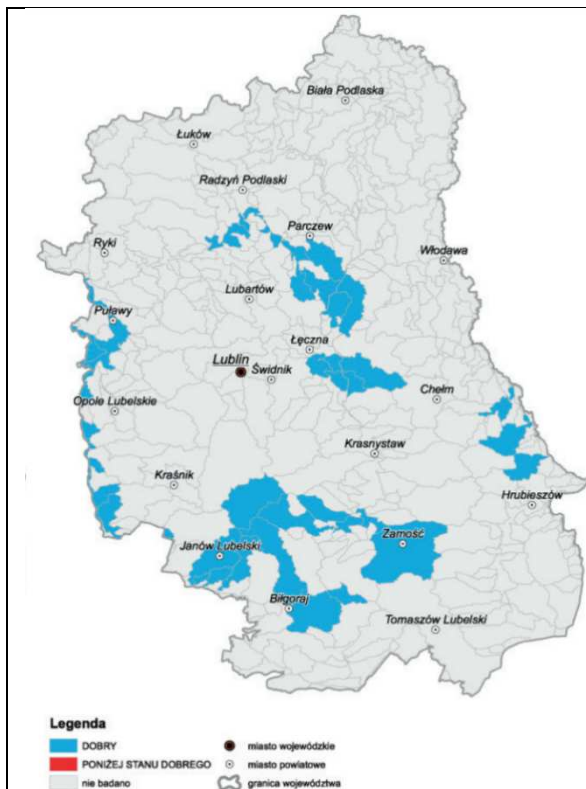 Biała Podlaska
Łuków
Radzyń Podlaski
Parczew
Ryki
Włodawa
Lubartów
Puławy
Łęczna
Lublin
Świdnik
Chełm
Opole Lubelskie
Krasnystaw
Kraśnik
Hrubieszów
Zamość
Janów Lubelski
Biłgoraj
Tomaszów Lubelski
Legenda
DOBRY
miasto wojewódzkie
PONIŻEJ STANU DOBREGO
miasto powiatowe
nie badano
granica województwa